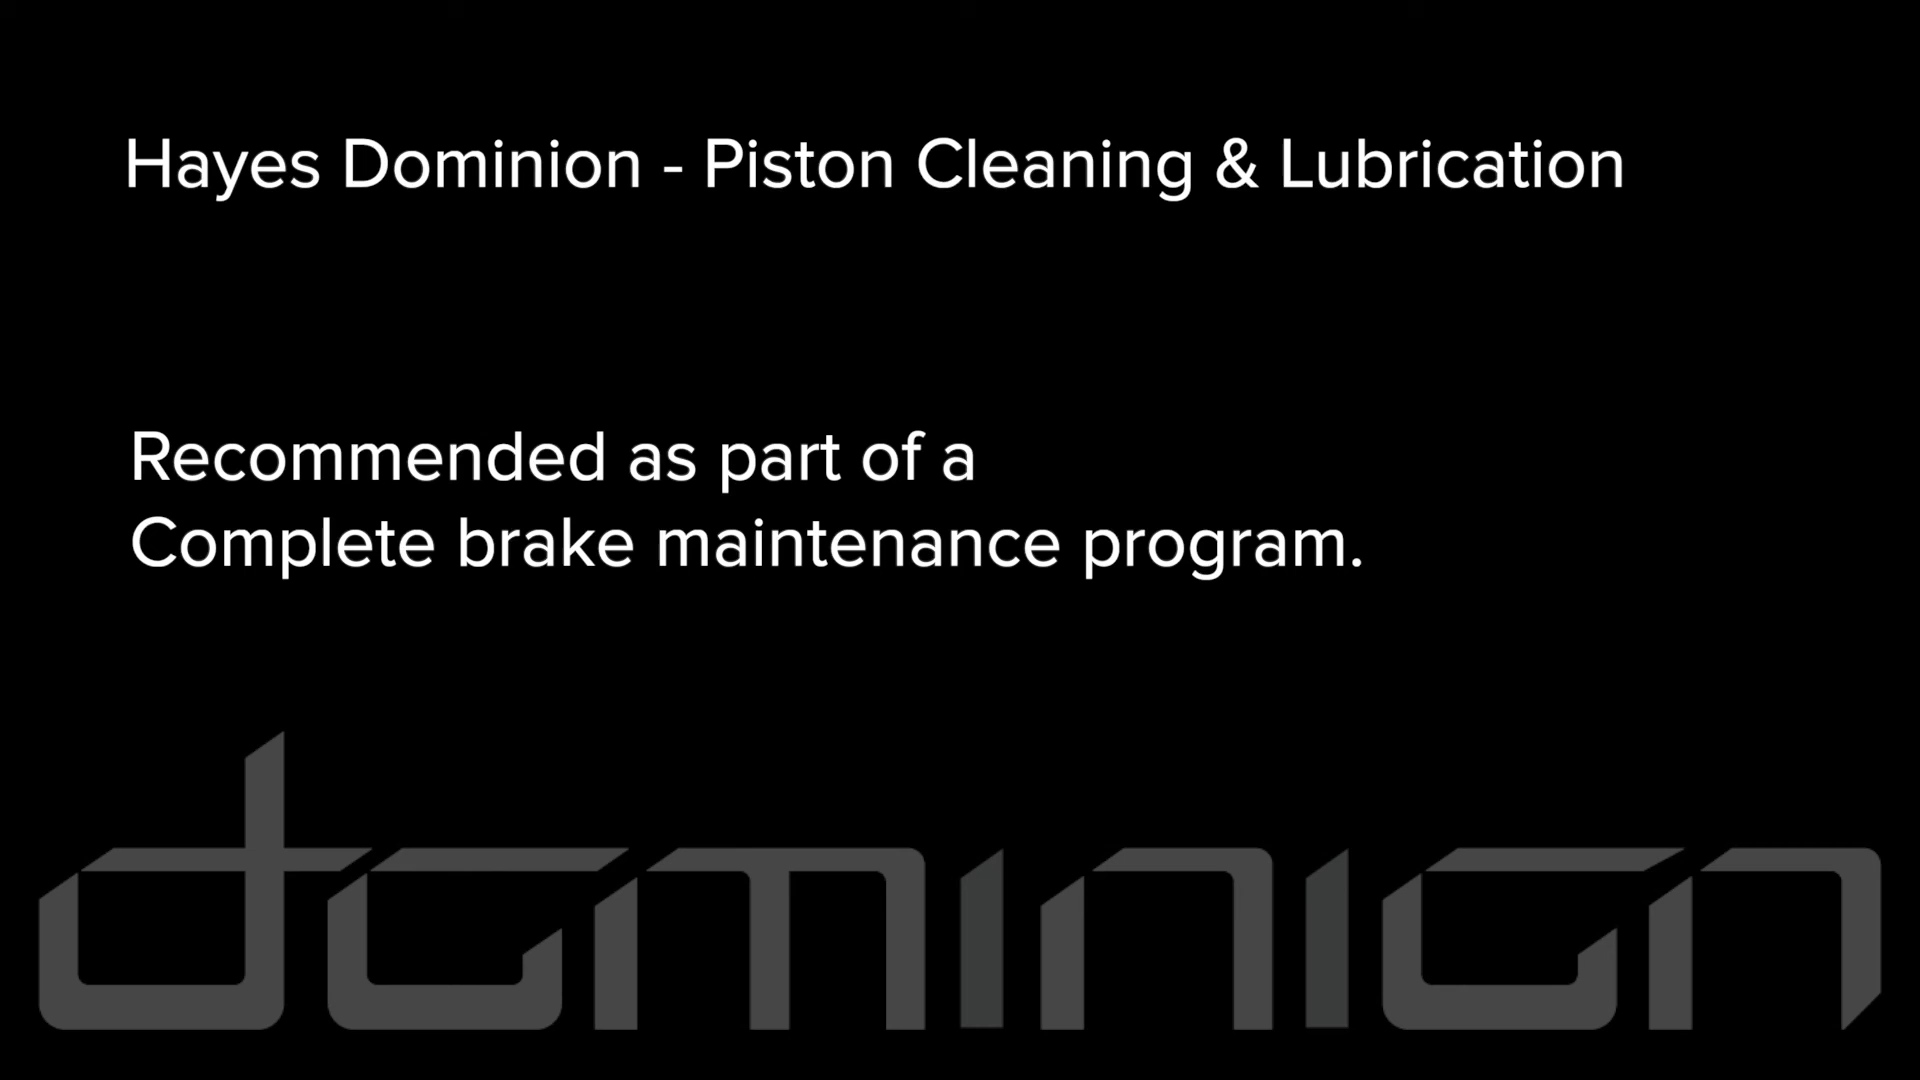 Hayes Dominion - Piston Cleaning & Lubrication
Recommended as part of a
Complete brake maintenance program.
dominion